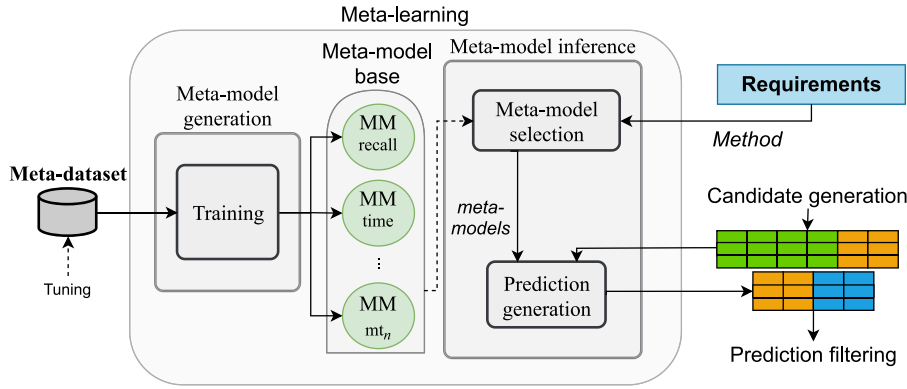 Meta-learning
Meta-model
generation
Meta-dataset
Training
Tuning
Meta-model
base
MM
recall
MM
time
...
MM
mtₙ
Meta-model inference
Meta-model
selection
meta-
models
Prediction
generation
Requirements
Method
Candidate generation
Prediction filtering